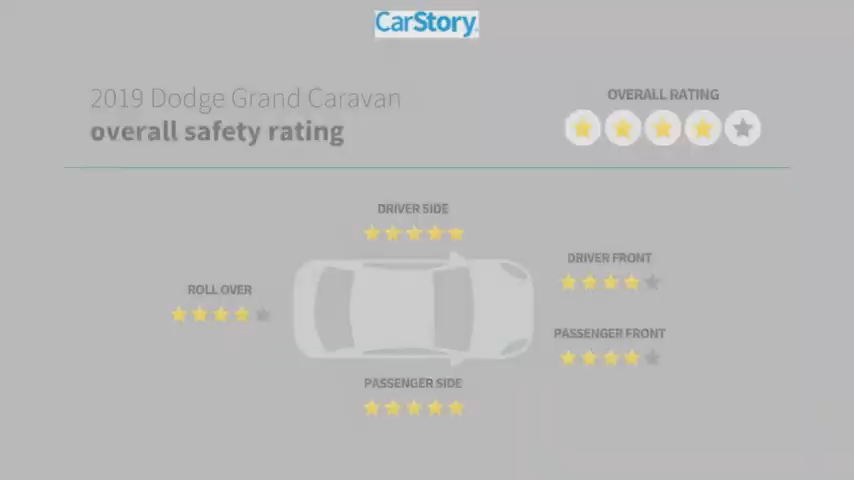 CarStory
2019 Dodge Grand Caravan
overall safety rating
OVERALL RATING
DRIVER SIDE
DRIVER FRONT
ROLL OVER
PASSENGER FRONT
PASSENGER SIDE